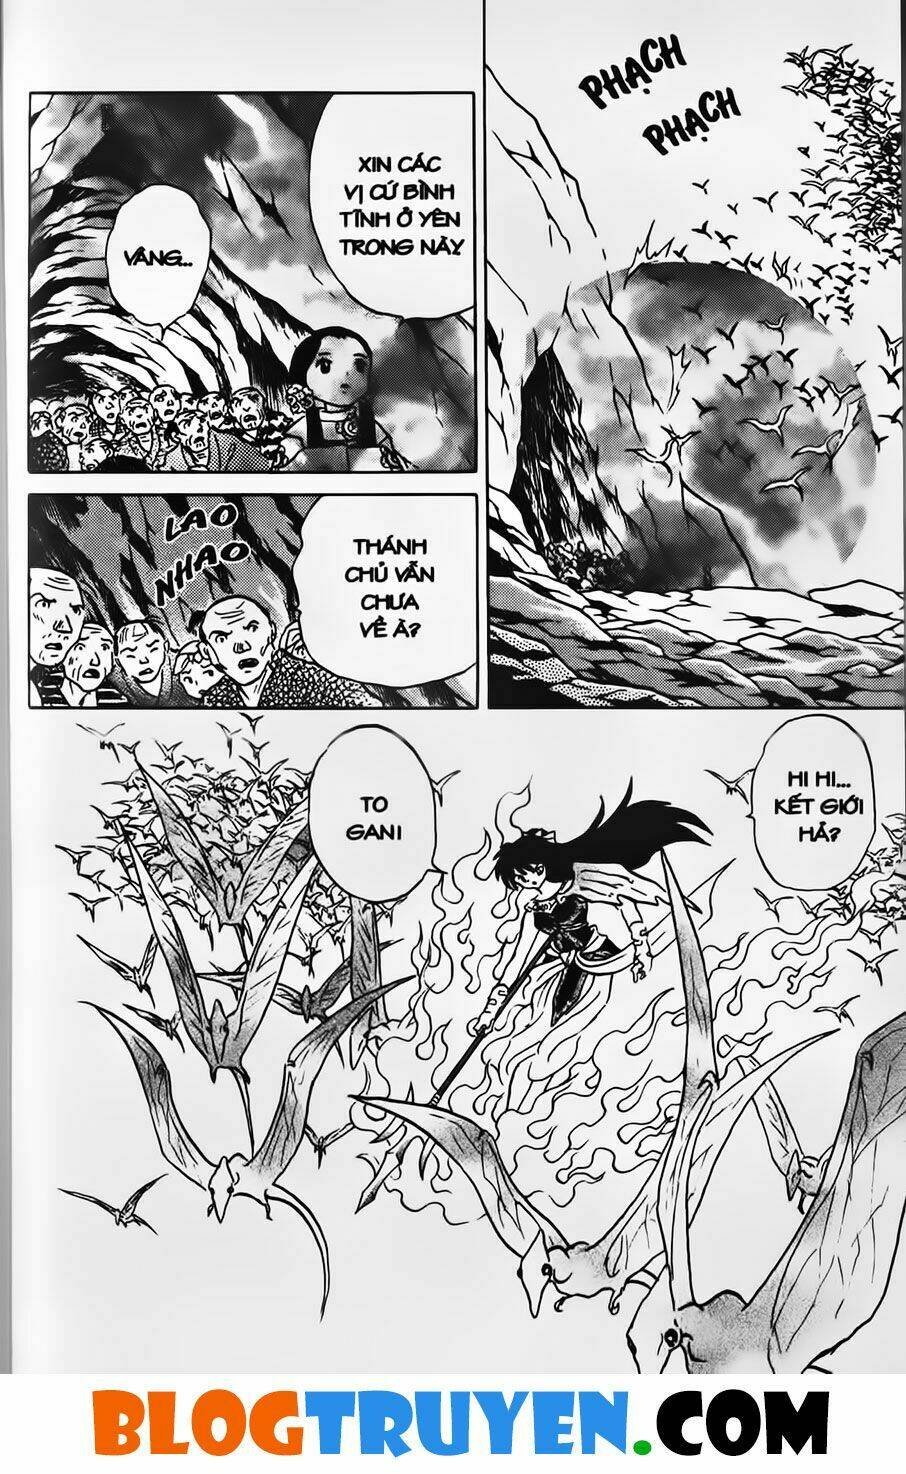 PHẠCH
PHẠCH
XIN CÁC
VỊ CỨ BÌNH
TĨNH Ở YÊN
TRONG NÀY.
VÂNG...
LAO
NHAO
THÁNH
CHỦ VẪN
CHƯA
VỀ À?
HI HI...
KẾT GIỚI
HẢ?
TO
GANI
BLOGTRUYEN.COM